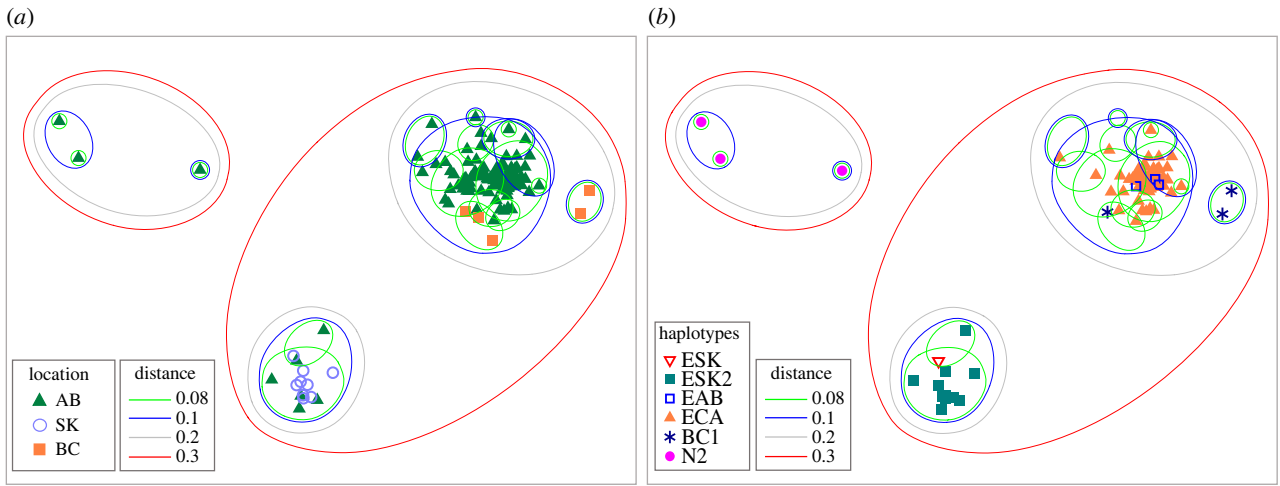 (a)
location
AB
SK
BC
distance
0.08
0.1
0.2
0.3
(b)
haplotypes
ESK
ESK2
EAB
ECA
BC1
N2
distance
0.08
0.1
0.2
0.3